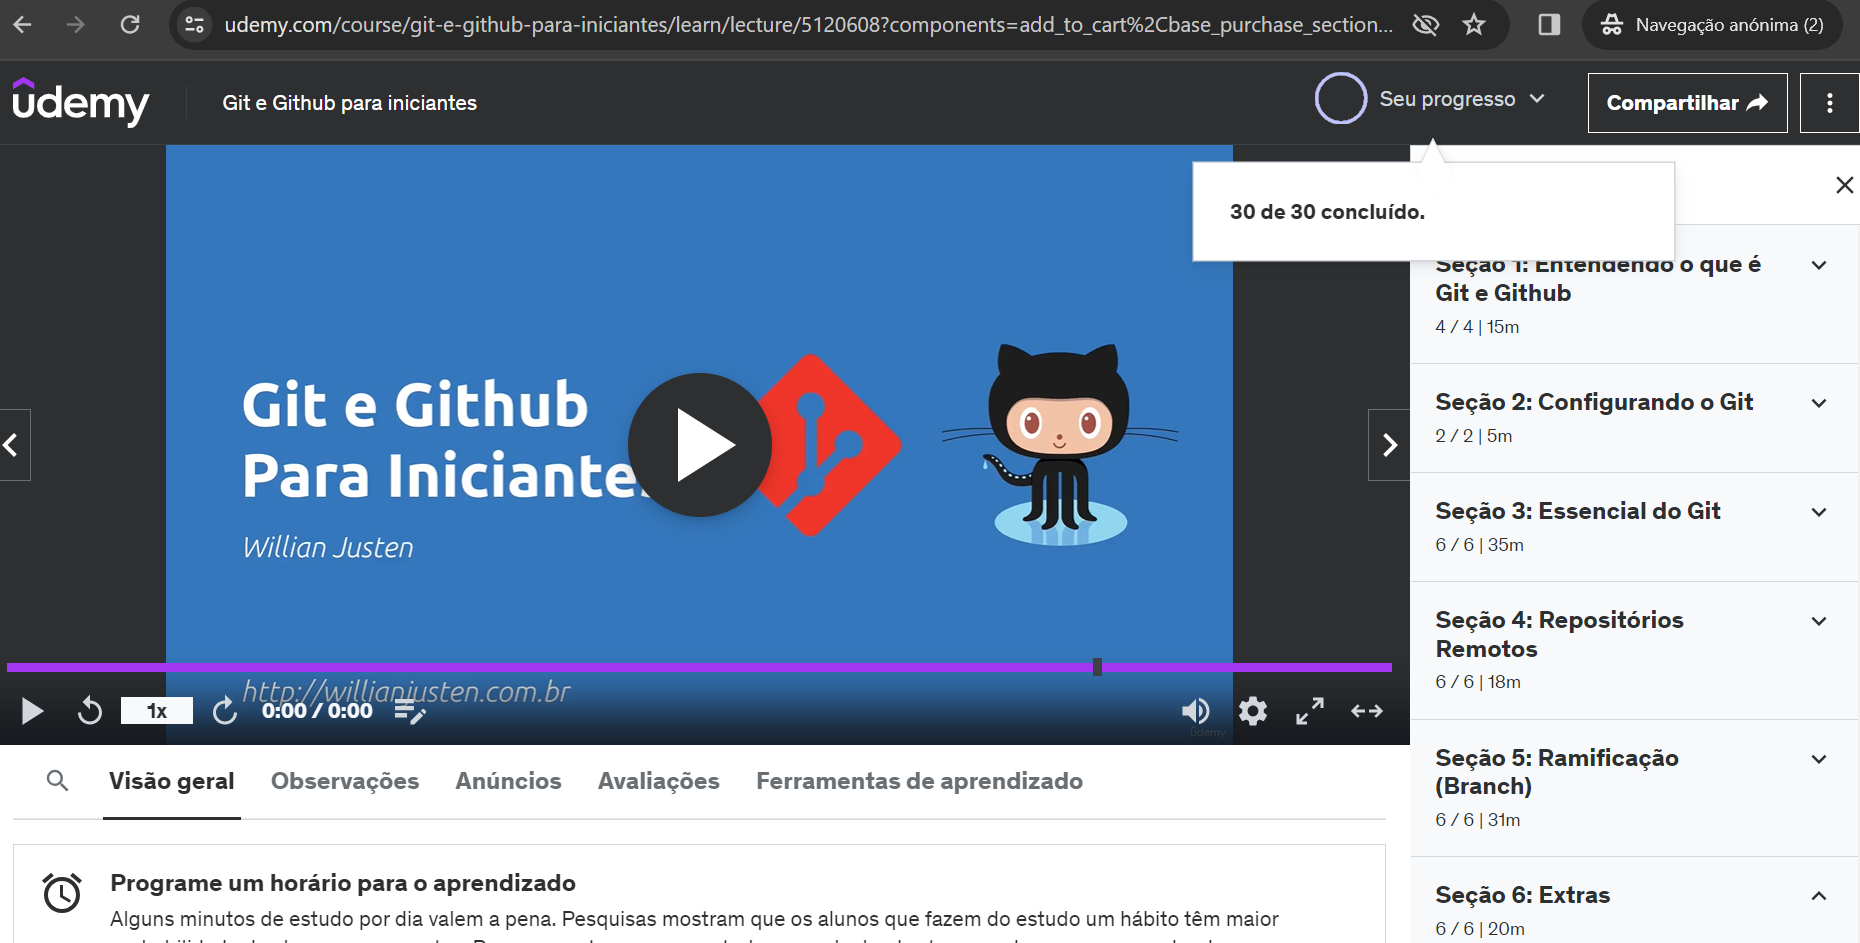 udemy.com/course/git-e-github-para-iniciantes/learn/lecture/5120608?components=add_to_cart%2Cbase_purchase_section...
Navegação anónima (2)
udemy
Git e Github para iniciantes
Seu progresso
Compartilhar
30 de 30 concluído.
Git e Github
Para Iniciantes
Willian Justen
http://willianjusten.com.br
1x
0:00 / 0:00
udemy
Seção 1: Entendendo o que é
Git e Github
4 / 4 | 15m
Seção 2: Configurando o Git
2 / 2 | 5m
Seção 3: Essencial do Git
6 / 6 | 35m
Seção 4: Repositórios
Remotos
6 / 6 | 18m
Seção 5: Ramificação
(Branch)
6 / 6 | 31m
Seção 6: Extras
6 / 6 | 20m
Visão geral
Observações
Anúncios
Avaliações
Ferramentas de aprendizado
Programe um horário para o aprendizado
Alguns minutos de estudo por dia valem a pena. Pesquisas mostram que os alunos que fazem do estudo um hábito têm maior